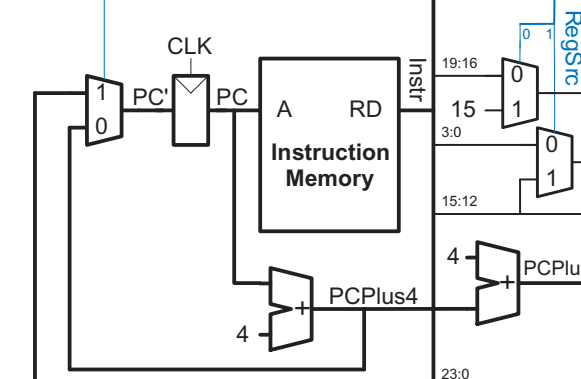 CLK
1
0
PC'
PC
A
RD
Instruction
Memory
Instr
19:16
15
3:0
15:12
0
1
RegSrc
0
1
0
1
4
+
PCPlus4
4
+
PCPlu
23:0